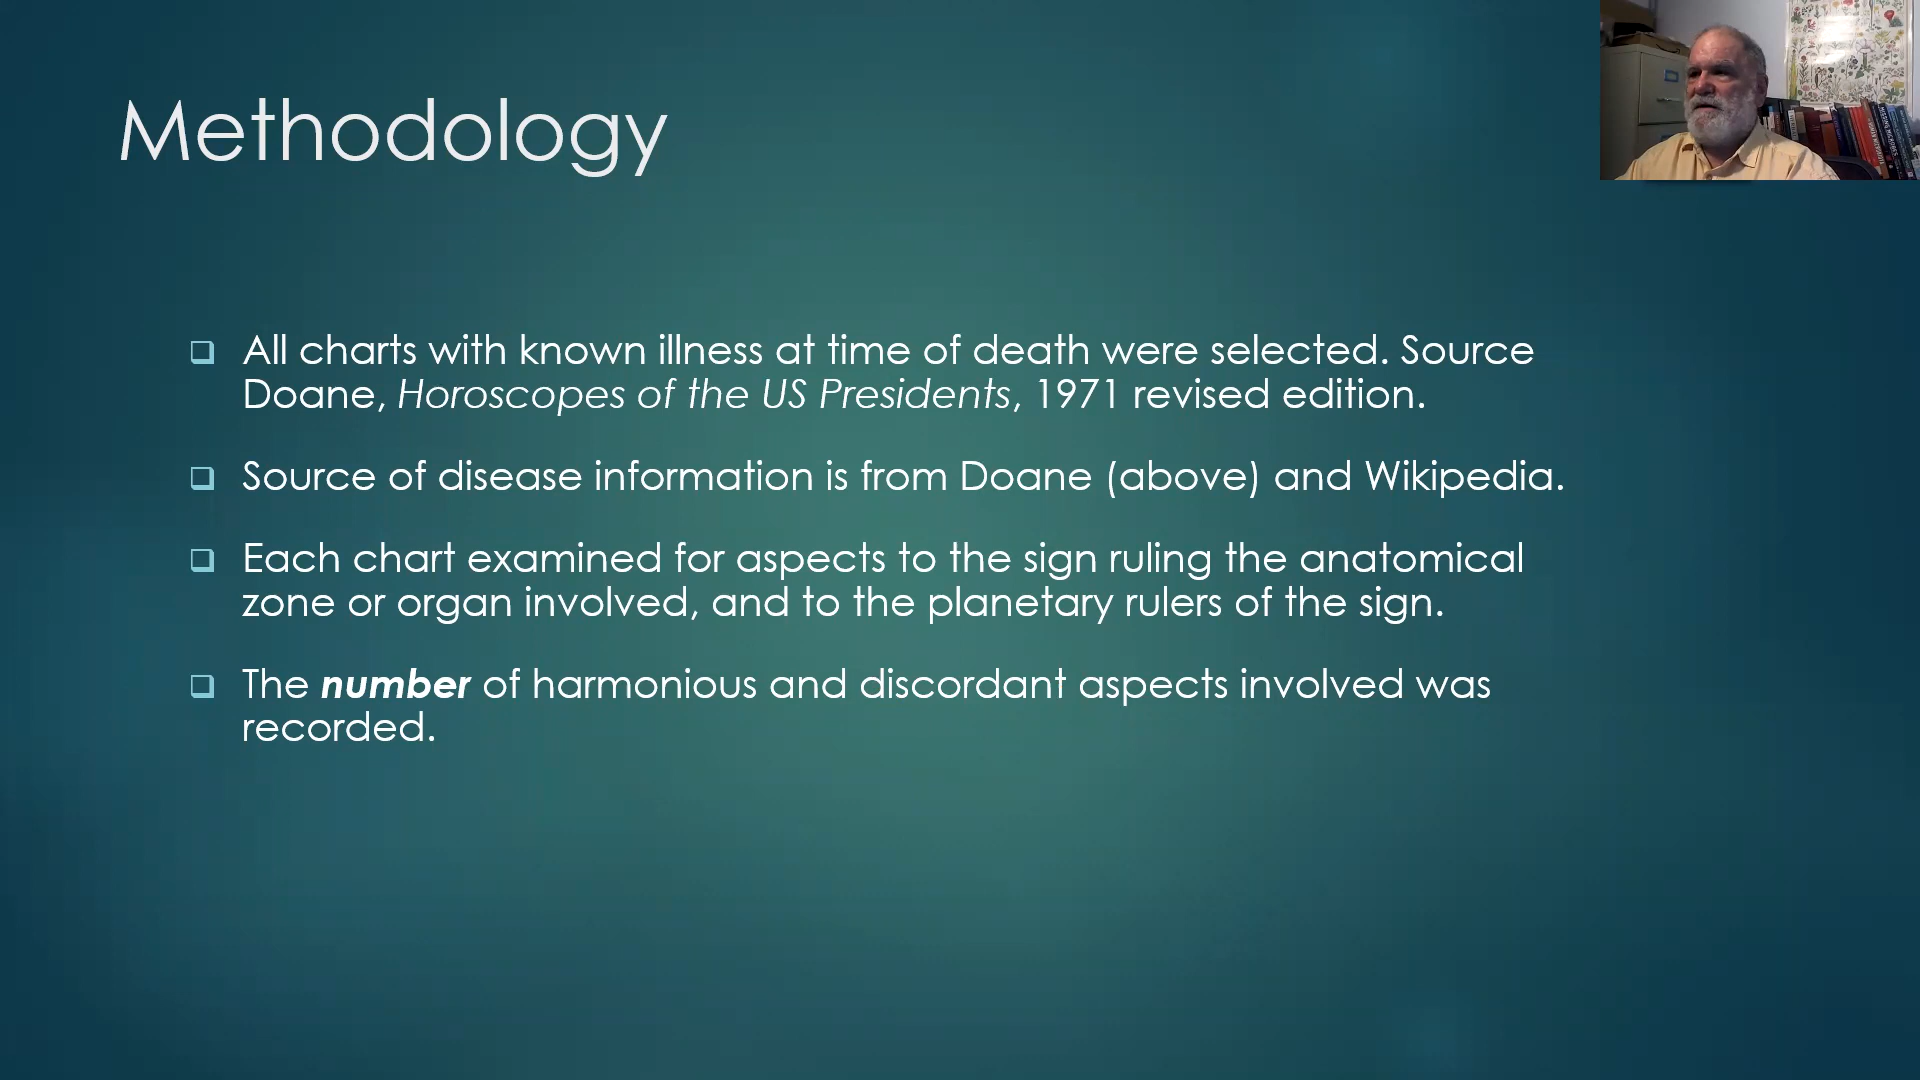 Methodology
All charts with known illness at time of death were selected. Source
Doane, Horoscopes of the US Presidents, 1971 revised edition.
Source of disease information is from Doane (above) and Wikipedia.
Each chart examined for aspects to the sign ruling the anatomical
zone or organ involved, and to the planetary rulers of the sign.
The number of harmonious and discordant aspects involved was
recorded.